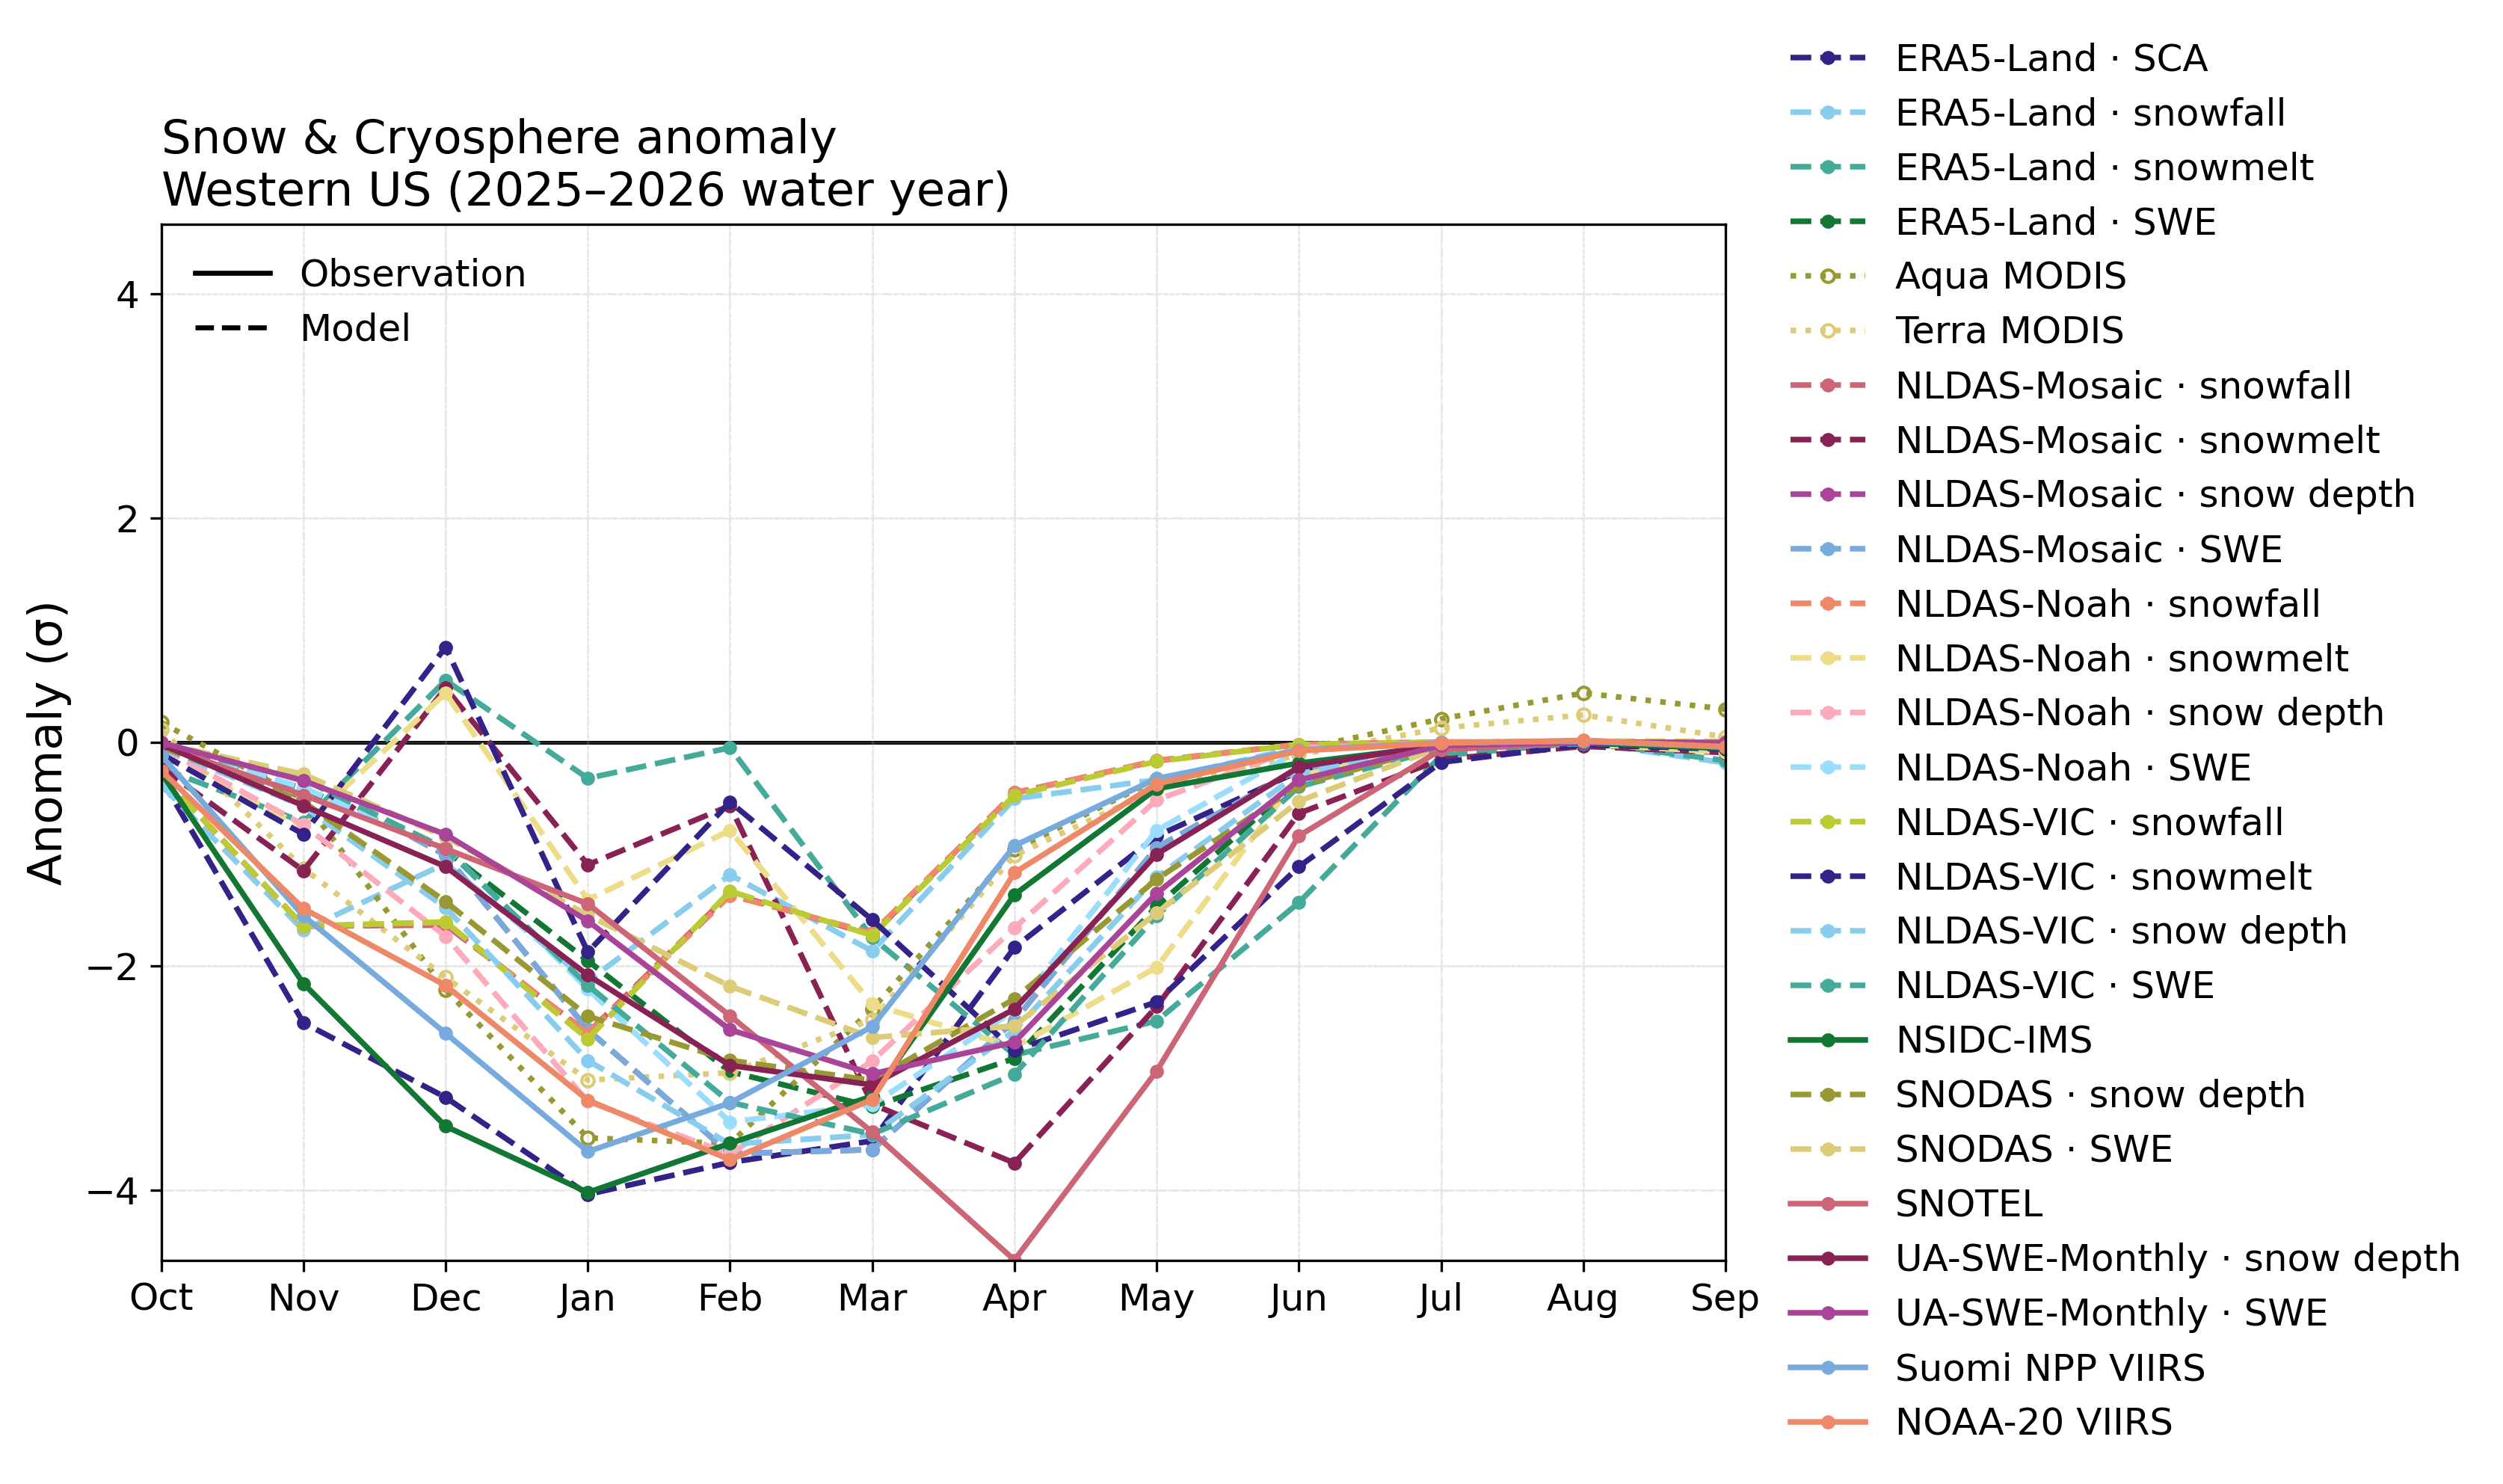 Snow & Cryosphere anomaly
Western US (2025–2026 water year)
Observation
Model
Anomaly (σ)
4
2
0
−2
−4
Oct
Nov
Dec
Jan
Feb
Mar
Apr
May
Jun
Jul
Aug
Sep
ERA5-Land · SCA
ERA5-Land · snowfall
ERA5-Land · snowmelt
ERA5-Land · SWE
Aqua MODIS
Terra MODIS
NLDAS-Mosaic · snowfall
NLDAS-Mosaic · snowmelt
NLDAS-Mosaic · snow depth
NLDAS-Mosaic · SWE
NLDAS-Noah · snowfall
NLDAS-Noah · snowmelt
NLDAS-Noah · snow depth
NLDAS-Noah · SWE
NLDAS-VIC · snowfall
NLDAS-VIC · snowmelt
NLDAS-VIC · snow depth
NLDAS-VIC · SWE
NSIDC-IMS
SNODAS · snow depth
SNODAS · SWE
SNOTEL
UA-SWE-Monthly · snow depth
UA-SWE-Monthly · SWE
Suomi NPP VIIRS
NOAA-20 VIIRS